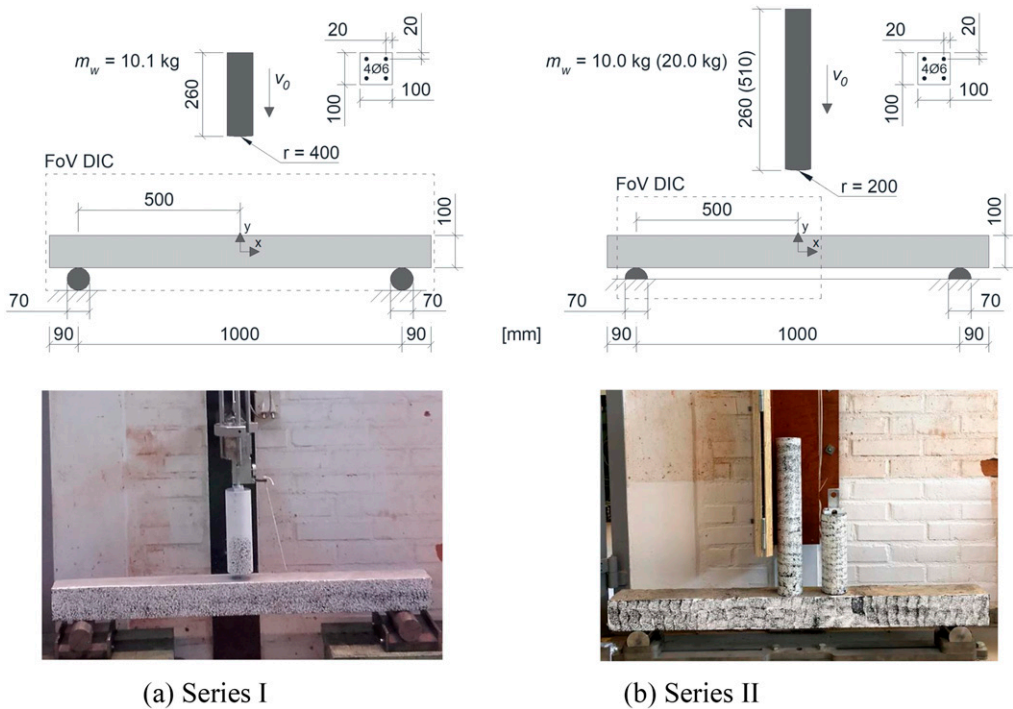 20
20
m_w = 10.1 kg
4Ø6
260
v_0
100
100
r = 400
FoV DIC
500
y
x
100
70
70
90
1000
90
20
20
m_w = 10.0 kg (20.0 kg)
4Ø6
260 (510)
v_0
100
100
r = 200
FoV DIC
500
y
x
100
70
70
[mm]
90
1000
90
(a) Series I
(b) Series II